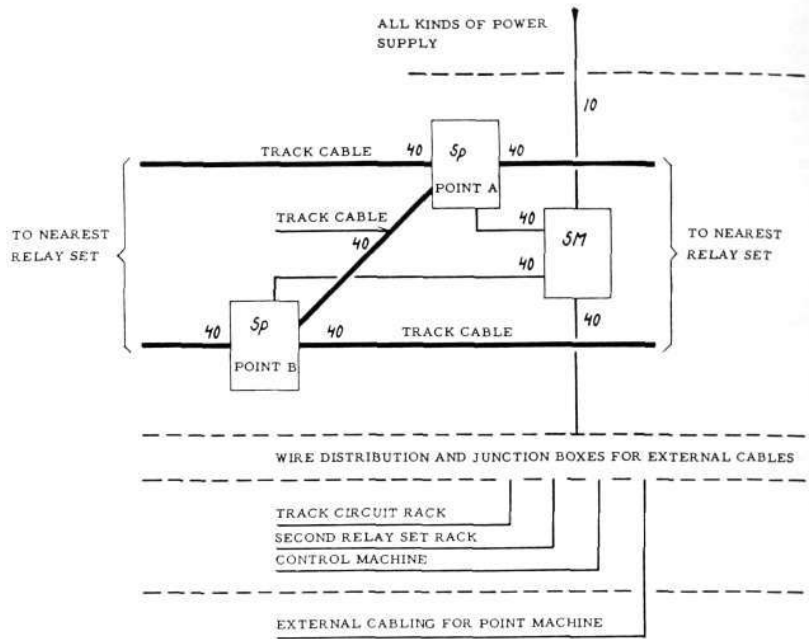 ALL KINDS OF POWER
SUPPLY
10
TRACK CABLE
40
Sp
40
POINT A
TRACK CABLE
40
40
SM
TO NEAREST
RELAY SET
TO NEAREST
RELAY SET
40
40
Sp
40
40
TRACK CABLE
POINT B
WIRE DISTRIBUTION AND JUNCTION BOXES FOR EXTERNAL CABLES
TRACK CIRCUIT RACK
SECOND RELAY SET RACK
CONTROL MACHINE
EXTERNAL CABLING FOR POINT MACHINE